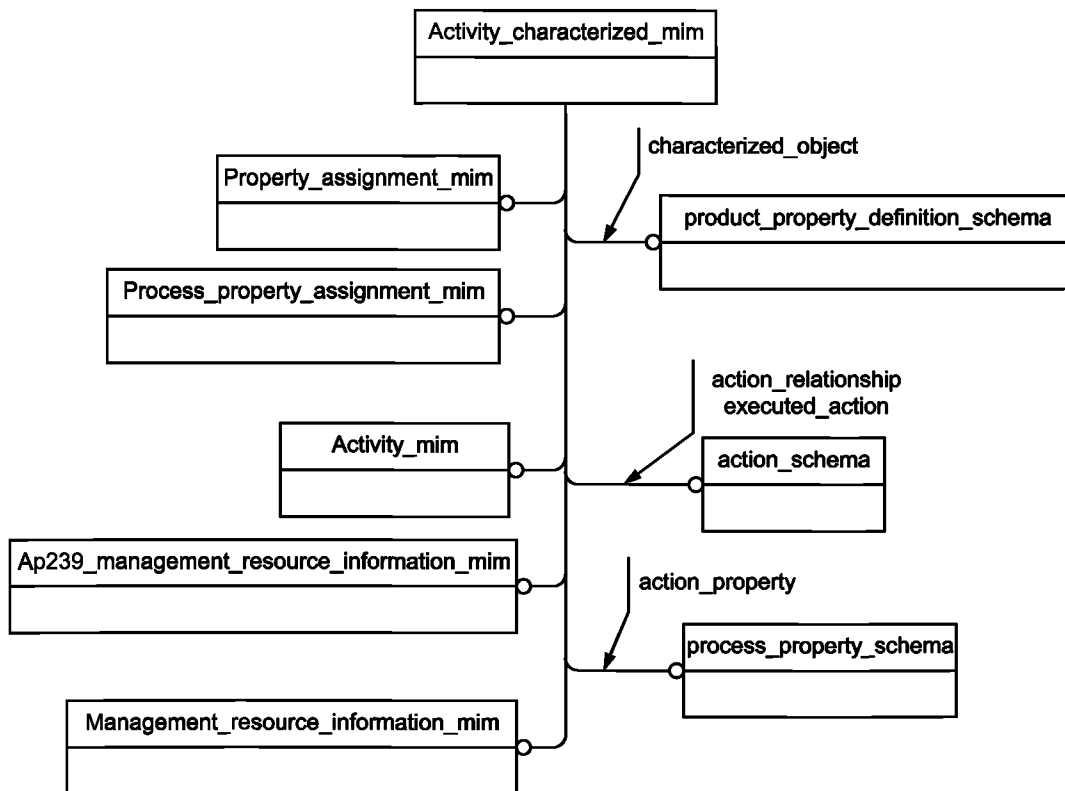 Activity_characterized_mim
characterized_object
Property_assignment_mim
product_property_definition_schema
Process_property_assignment_mim
action_relationship
executed_action
Activity_mim
action_schema
Ap239_management_resource_information_mim
action_property
process_property_schema
Management_resource_information_mim